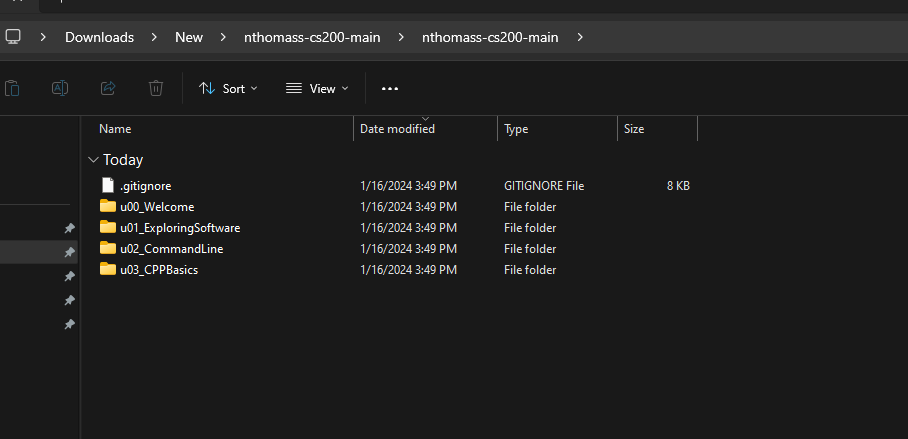 Downloads > New > nthomass-cs200-main > nthomass-cs200-main >
Sort View •••
Name Date modified Type Size
Today
.gitignore 1/16/2024 3:49 PM GITIGNORE File 8 KB
u00_Welcome 1/16/2024 3:49 PM File folder
u01_ExploringSoftware 1/16/2024 3:49 PM File folder
u02_CommandLine 1/16/2024 3:49 PM File folder
u03_CPPBasics 1/16/2024 3:49 PM File folder